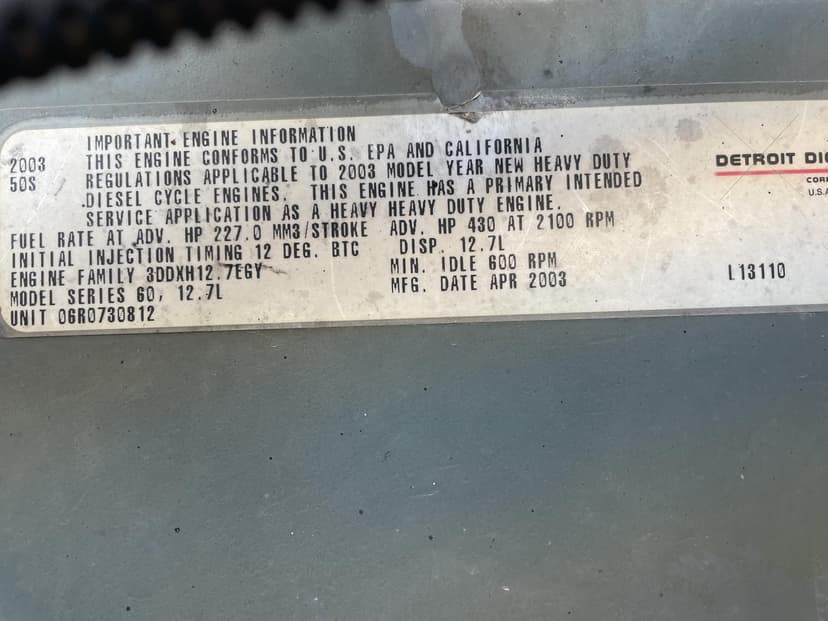 IMPORTANT ENGINE INFORMATION
2003 THIS ENGINE CONFORMS TO U.S. EPA AND CALIFORNIA
50S REGULATIONS APPLICABLE TO 2003 MODEL YEAR NEW HEAVY DUTY
DIESEL CYCLE ENGINES. THIS ENGINE HAS A PRIMARY INTENDED
SERVICE APPLICATION AS A HEAVY HEAVY DUTY ENGINE.
FUEL RATE AT ADV. HP 227.0 MM3/STROKE ADV. HP 430 AT 2100 RPM
INITIAL INJECTION TIMING 12 DEG. BTC DISP. 12.7L
ENGINE FAMILY 3DDXH12.7EGY MIN. IDLE 600 RPM
MODEL SERIES 60, 12.7L MFG. DATE APR 2003
UNIT 06R0730812
DETROIT DI
COR
U.S.A
L13110